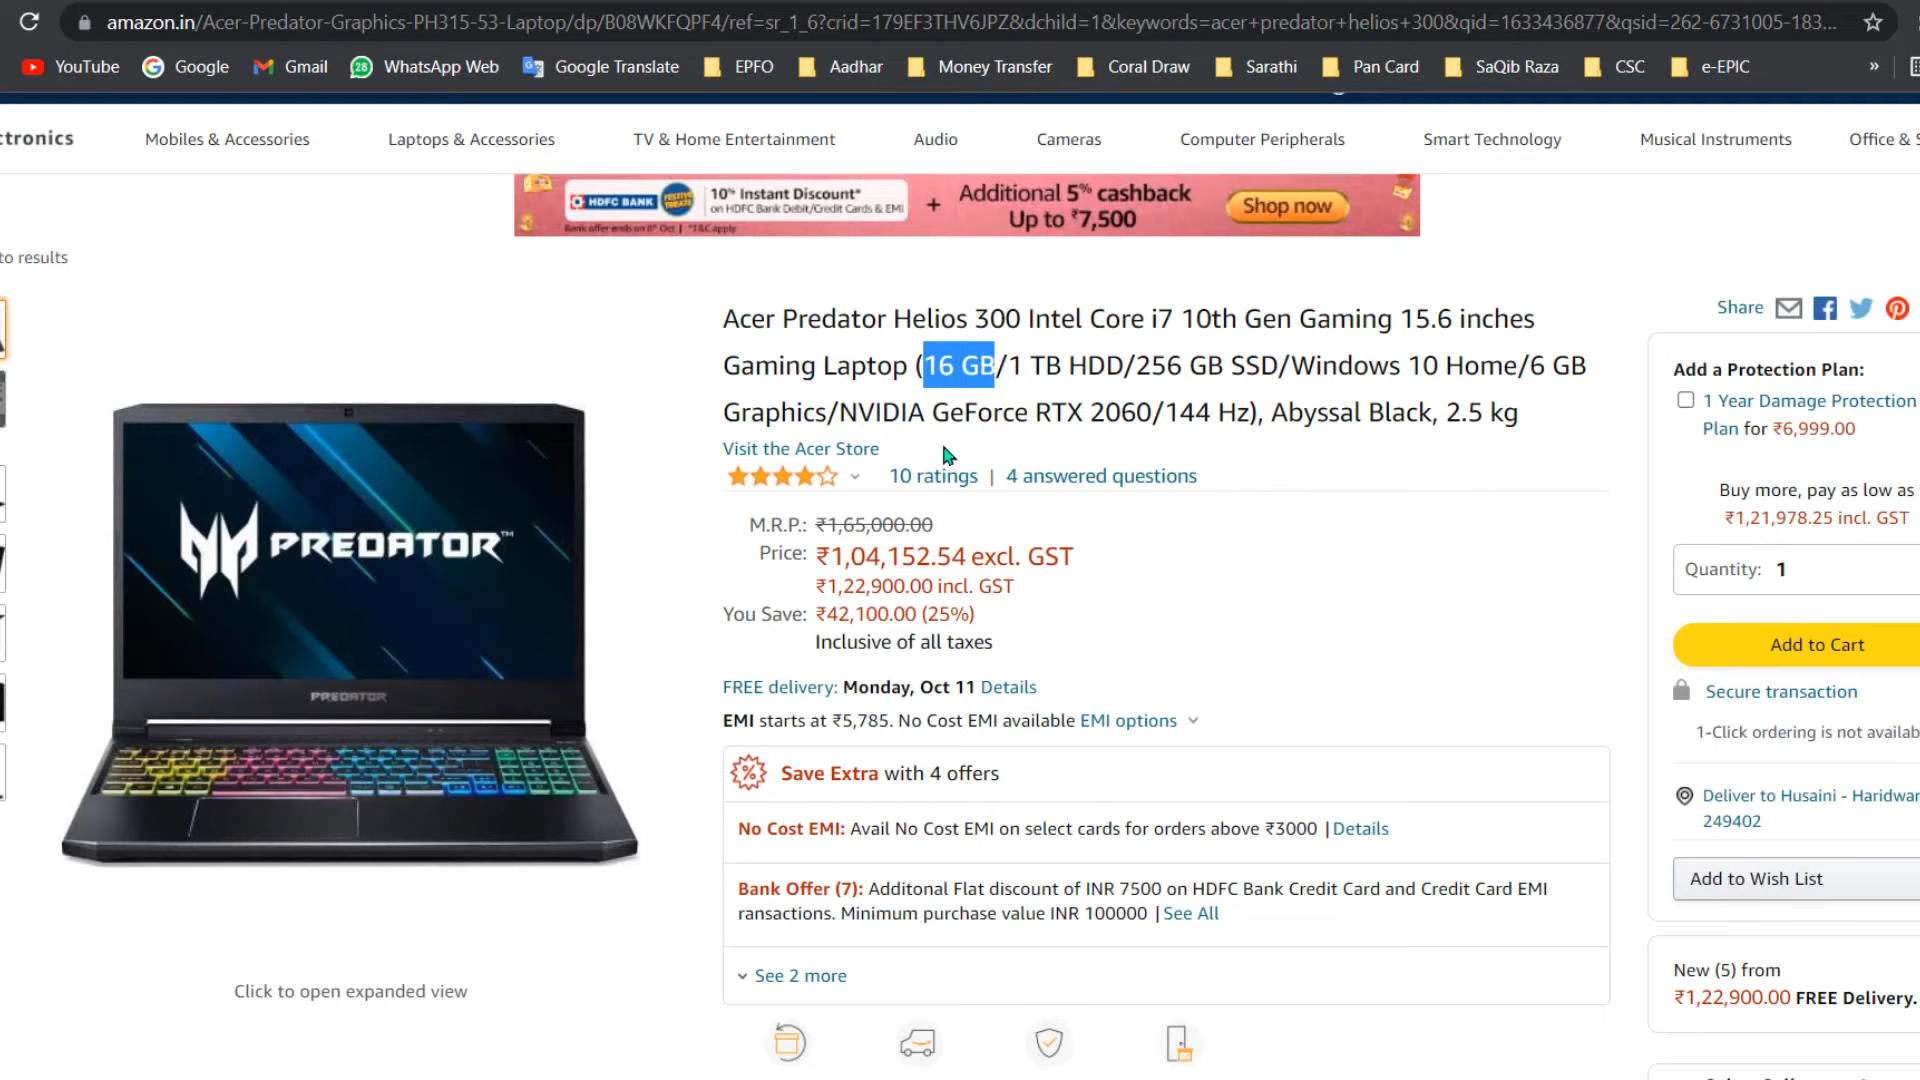 amazon.in/Acer-Predator-Graphics-PH315-53-Laptop/dp/B08WKFQPF4/ref=sr_1_6?crid=179EF3THV6JPZ&dchild=1&keywords=acer+predator+helios+300&qid=1633436877&qsid=262-6731005-183...
YouTube Google Gmail WhatsApp Web Google Translate EPFO Aadhar Money Transfer Coral Draw Sarathi Pan Card SaQib Raza CSC e-EPIC »
28
ctronics Mobiles & Accessories Laptops & Accessories TV & Home Entertainment Audio Cameras Computer Peripherals Smart Technology Musical Instruments Office & S
HDFC BANK FESTIVE TREATS 10% Instant Discount* + Additional 5% cashback Shop now
on HDFC Bank Debit/Credit Cards & EMI Up to ₹7,500
Bank offer ends on 8th Oct | *T&C apply
to results
Share
Acer Predator Helios 300 Intel Core i7 10th Gen Gaming 15.6 inches
Gaming Laptop (16 GB/1 TB HDD/256 GB SSD/Windows 10 Home/6 GB
Graphics/NVIDIA GeForce RTX 2060/144 Hz), Abyssal Black, 2.5 kg
Visit the Acer Store
10 ratings | 4 answered questions
M.R.P.: ₹1,65,000.00
Price: ₹1,04,152.54 excl. GST
₹1,22,900.00 incl. GST
You Save: ₹42,100.00 (25%)
Inclusive of all taxes
FREE delivery: Monday, Oct 11 Details
EMI starts at ₹5,785. No Cost EMI available EMI options
Save Extra with 4 offers
No Cost EMI: Avail No Cost EMI on select cards for orders above ₹3000 |Details
Bank Offer (7): Additonal Flat discount of INR 7500 on HDFC Bank Credit Card and Credit Card EMI
ransactions. Minimum purchase value INR 100000 |See All
See 2 more
PREDATOR™
PREDATOR
Click to open expanded view
Add a Protection Plan:
1 Year Damage Protection
Plan for ₹6,999.00
Buy more, pay as low as
₹1,21,978.25 incl. GST
Quantity: 1
Add to Cart
Secure transaction
1-Click ordering is not availab
Deliver to Husaini - Haridwar
249402
Add to Wish List
New (5) from
₹1,22,900.00 FREE Delivery.